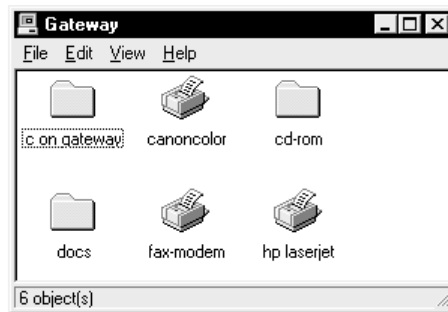 Gateway
File Edit View Help
c on gateway canoncolor cd-rom
docs fax-modem hp laserjet
6 object(s)